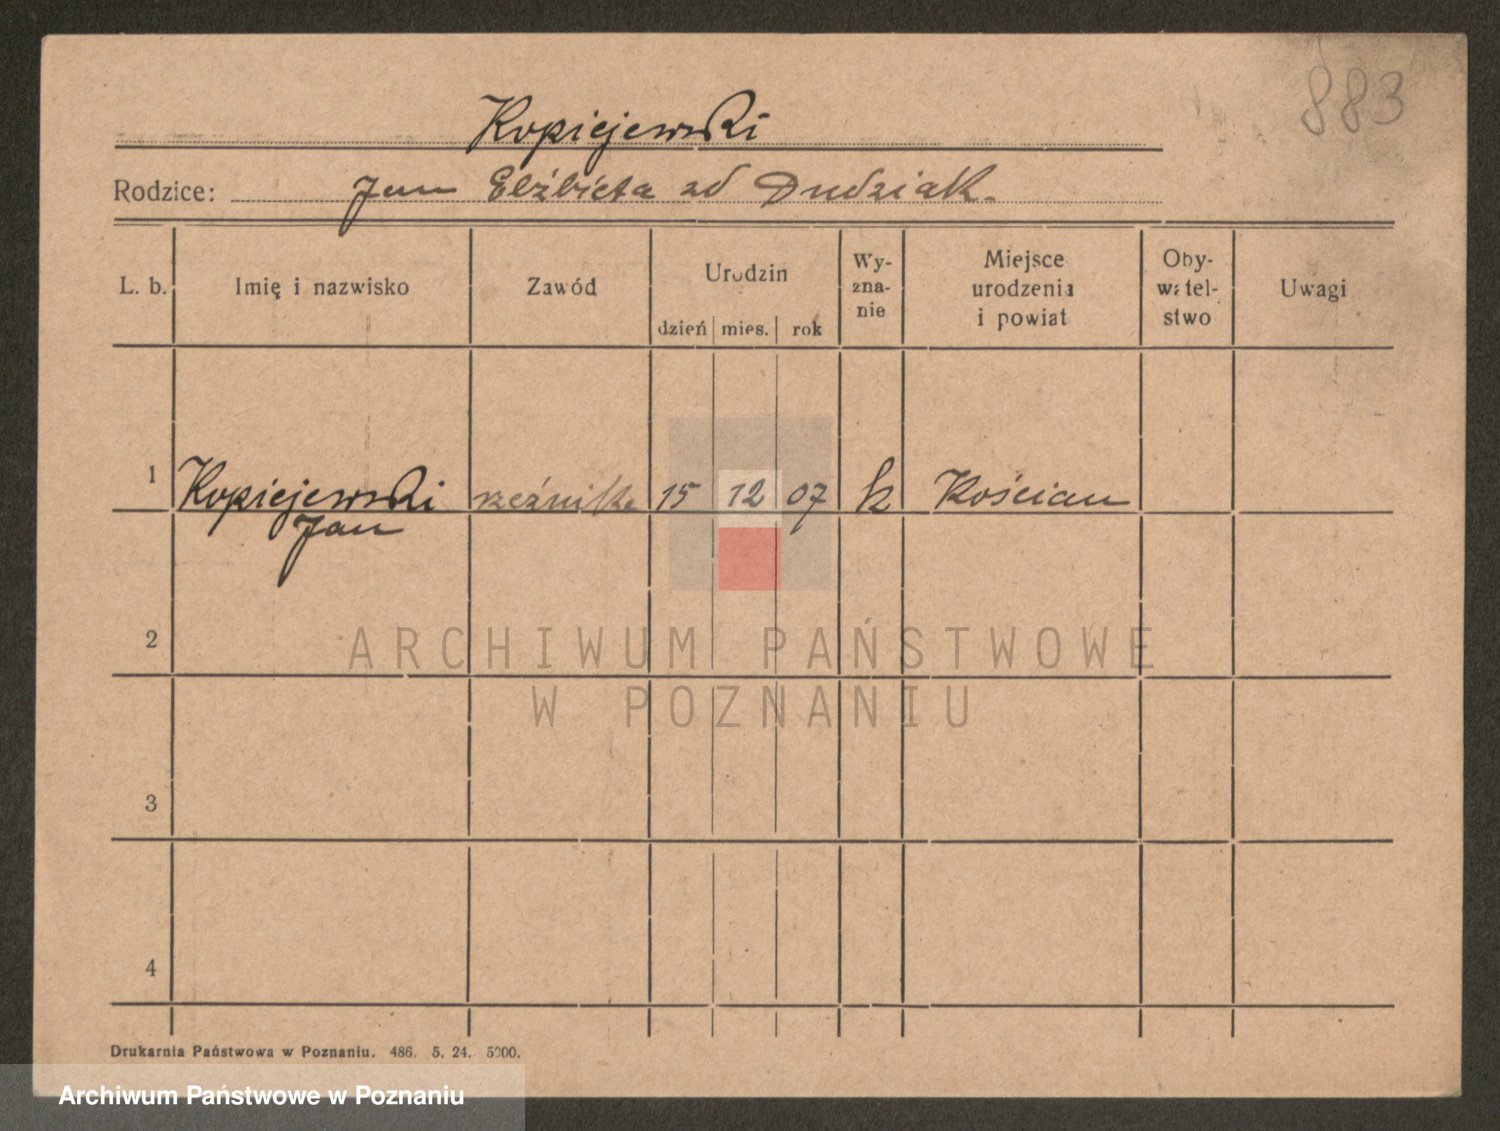 883
Kopiejewski
Rodzice: Jan Elżbieta zd Dudziak.
L. b. Imię i nazwisko Zawód Urodzin dzień mies. rok Wy-zna-nie Miejsce urodzenia i powiat Oby-watel-stwo Uwagi
1 Kopiejewski rzeźnik 15 12 07 k Kościan
Jan
2
ARCHIWUM PAŃSTWOWE
W POZNANIU
3
4
Drukarnia Państwowa w Poznaniu. 486. 5. 24. 5000.
Archiwum Państwowe w Poznaniu